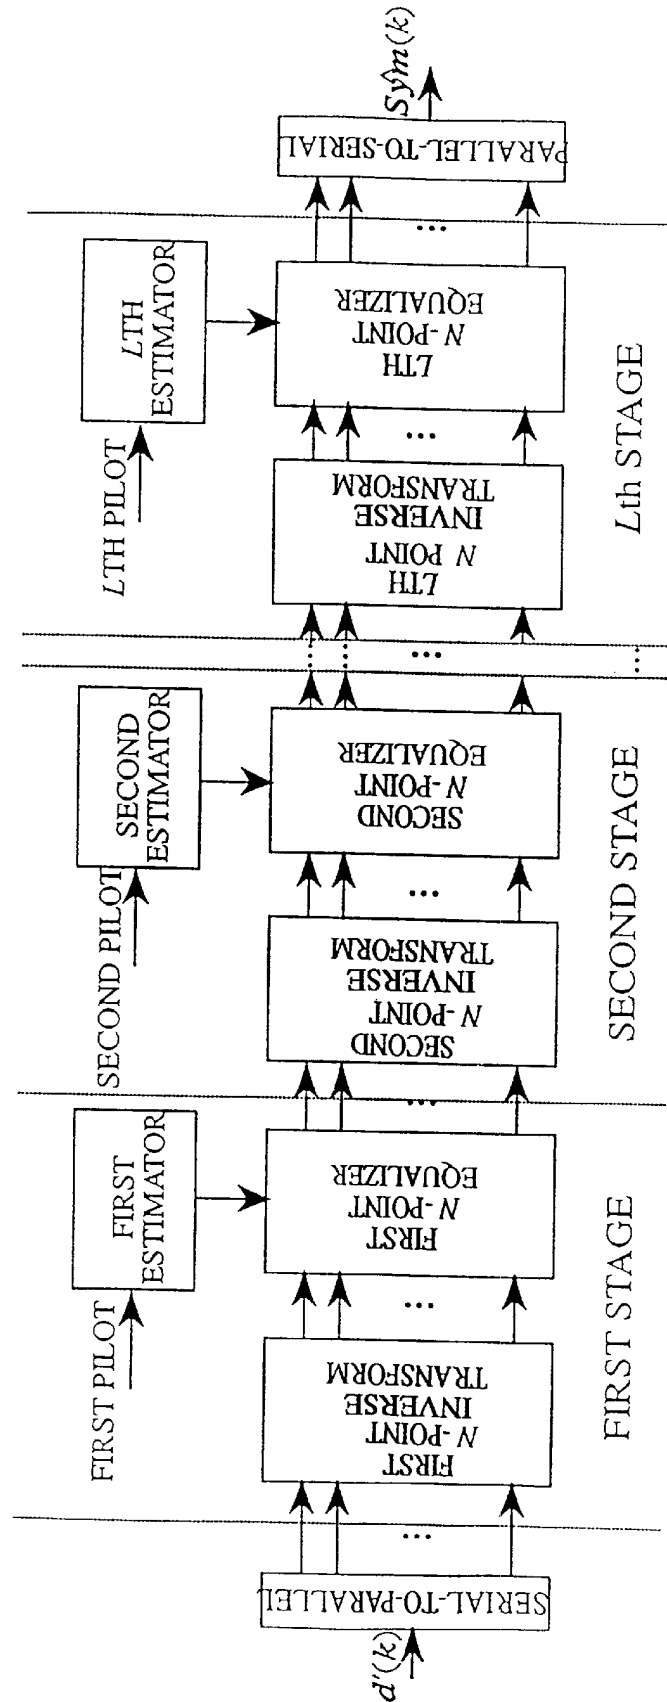 d'(k)
SERIAL-TO-PARALLEL
...
FIRST
N-POINT
INVERSE
TRANSFORM
...
FIRST PILOT
FIRST
ESTIMATOR
FIRST
N-POINT
EQUALIZER
...
FIRST STAGE
SECOND
N-POINT
INVERSE
TRANSFORM
...
SECOND PILOT
SECOND
ESTIMATOR
SECOND
N-POINT
EQUALIZER
SECOND STAGE
...
...
...
...
LTH
N POINT
INVERSE
TRANSFORM
...
LTH PILOT
LTH
ESTIMATOR
LTH
N-POINT
EQUALIZER
...
Lth STAGE
PARALLEL-TO-SERIAL
Sŷm(k)